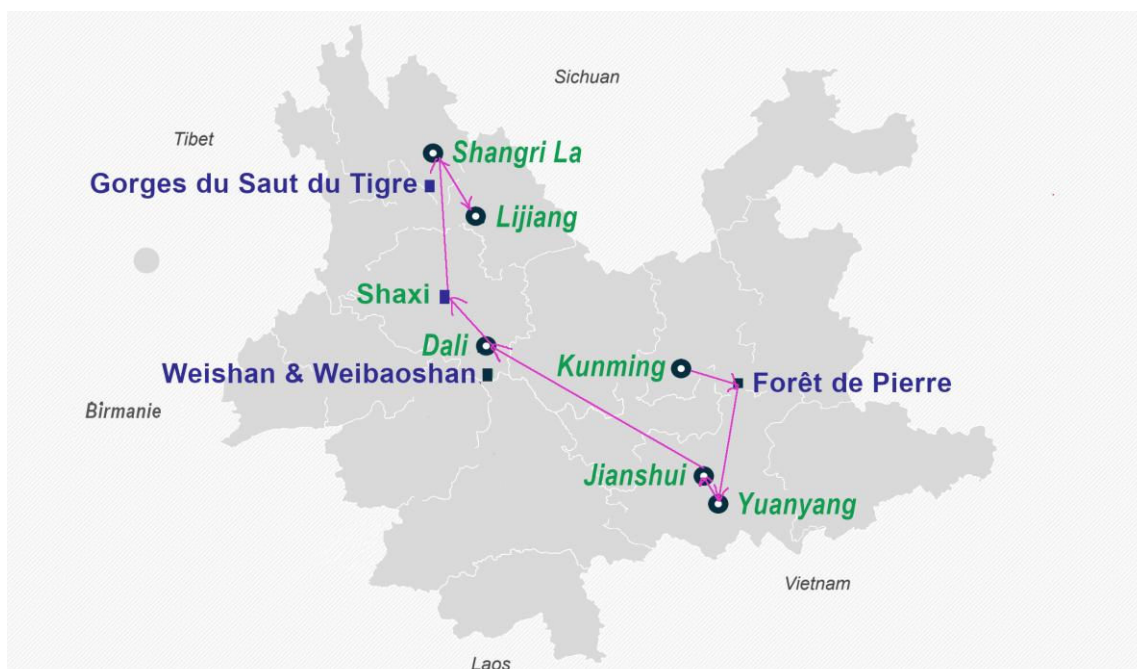 Sichuan
Tibet
Shangri La
Gorges du Saut du Tigre
Lijiang
Shaxi
Dali
Kunming
Weishan & Weibaoshan
Forêt de Pierre
Birmanie
Jianshui
Yuanyang
Vietnam
Laos